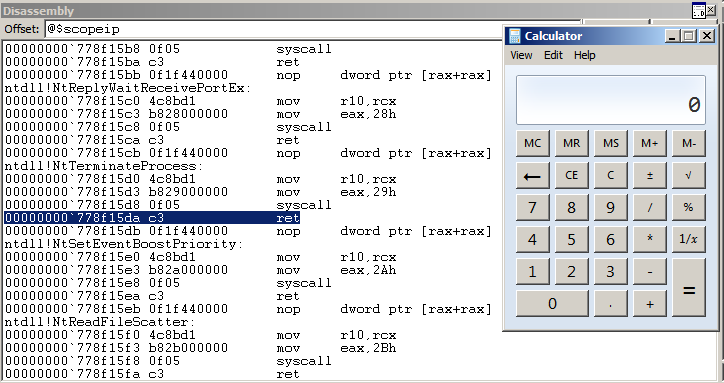 Disassembly
Offset: @$scopeip
00000000`778f15b8 0f05 syscall
00000000`778f15ba c3 ret
00000000`778f15bb 0f1f440000 nop dword ptr [rax+rax]
ntdll!NtReplyWaitReceivePortEx:
00000000`778f15c0 4c8bd1 mov r10,rcx
00000000`778f15c3 b828000000 mov eax,28h
00000000`778f15c8 0f05 syscall
00000000`778f15ca c3 ret
00000000`778f15cb 0f1f440000 nop dword ptr [rax+rax]
ntdll!NtTerminateProcess:
00000000`778f15d0 4c8bd1 mov r10,rcx
00000000`778f15d3 b829000000 mov eax,29h
00000000`778f15d8 0f05 syscall
00000000`778f15da c3 ret
00000000`778f15db 0f1f440000 nop dword ptr [rax+rax]
ntdll!NtSetEventBoostPriority:
00000000`778f15e0 4c8bd1 mov r10,rcx
00000000`778f15e3 b82a000000 mov eax,2Ah
00000000`778f15e8 0f05 syscall
00000000`778f15ea c3 ret
00000000`778f15eb 0f1f440000 nop dword ptr [rax+rax]
ntdll!NtReadFileScatter:
00000000`778f15f0 4c8bd1 mov r10,rcx
00000000`778f15f3 b82b000000 mov eax,2Bh
00000000`778f15f8 0f05 syscall
00000000`778f15fa c3 ret
Calculator
View Edit Help
0
MC MR MS M+ M-
← CE C ± √
7 8 9 / %
4 5 6 * 1/x
1 2 3 - =
0 . +